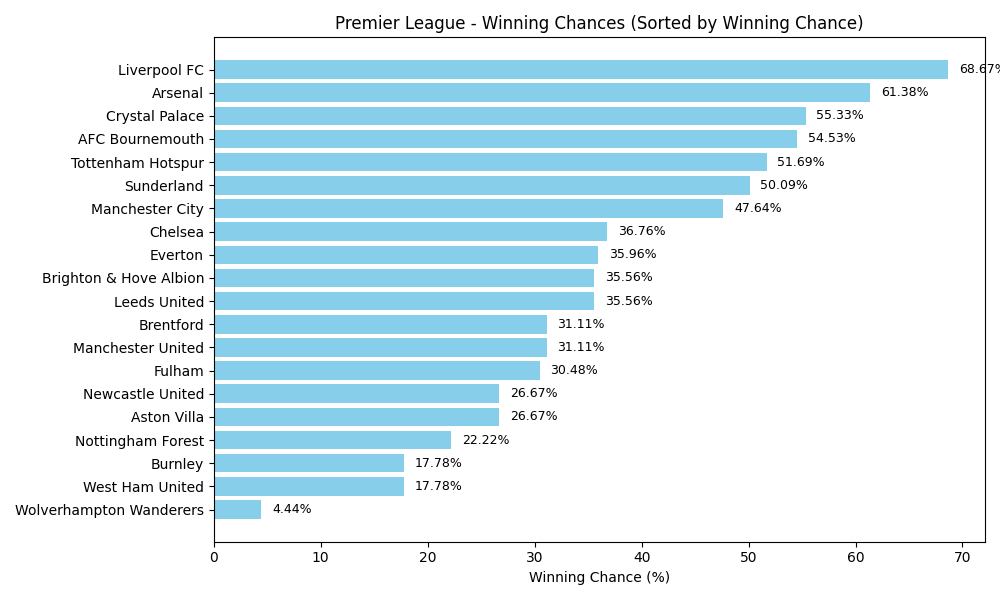 Premier League - Winning Chances (Sorted by Winning Chance)
Liverpool FC 68.67%
Arsenal 61.38%
Crystal Palace 55.33%
AFC Bournemouth 54.53%
Tottenham Hotspur 51.69%
Sunderland 50.09%
Manchester City 47.64%
Chelsea 36.76%
Everton 35.96%
Brighton & Hove Albion 35.56%
Leeds United 35.56%
Brentford 31.11%
Manchester United 31.11%
Fulham 30.48%
Newcastle United 26.67%
Aston Villa 26.67%
Nottingham Forest 22.22%
Burnley 17.78%
West Ham United 17.78%
Wolverhampton Wanderers 4.44%
0 10 20 30 40 50 60 70
Winning Chance (%)